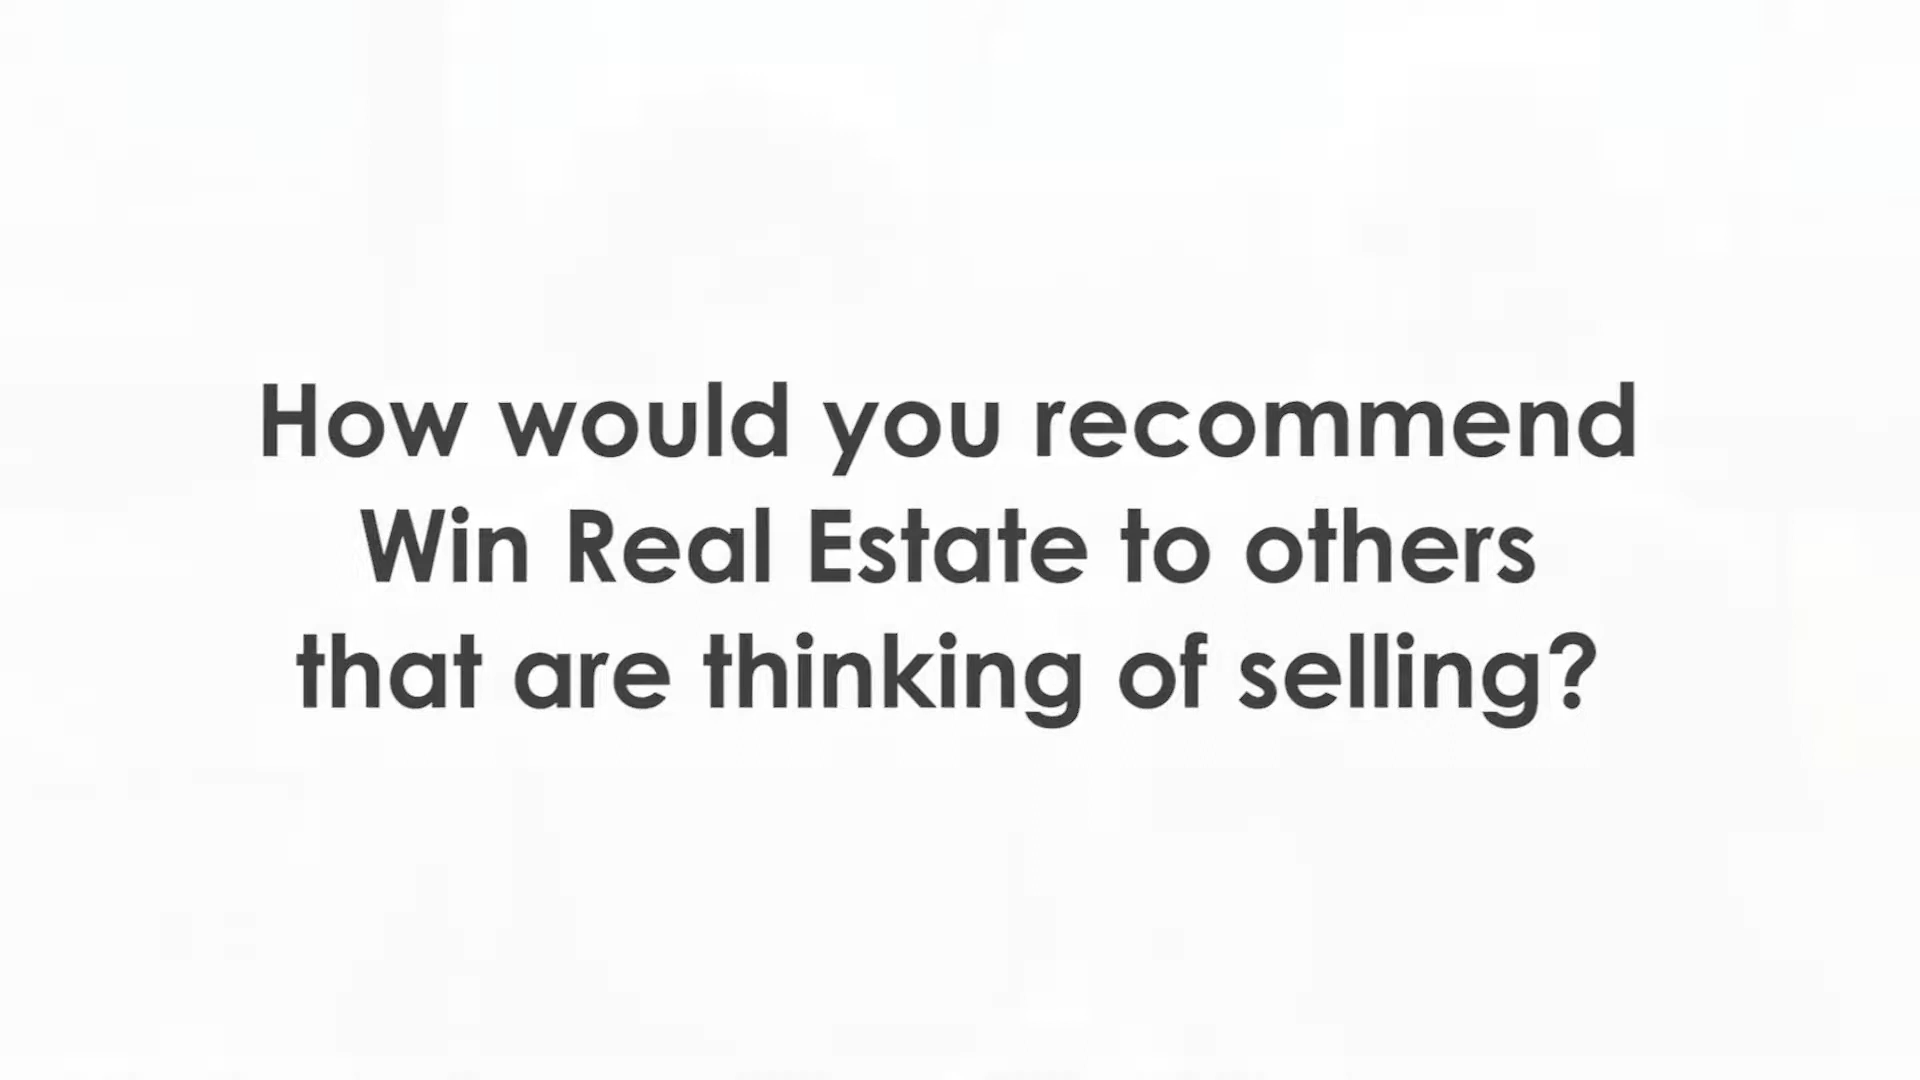 How would you recommend
Win Real Estate to others
that are thinking of selling?